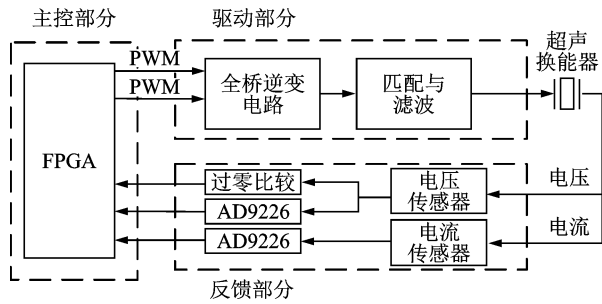 主控部分
驱动部分
超声
换能器
PWM
PWM
全桥逆变
电路
匹配与
滤波
FPGA
过零比较
AD9226
AD9226
电压
传感器
电流
传感器
电压
电流
反馈部分